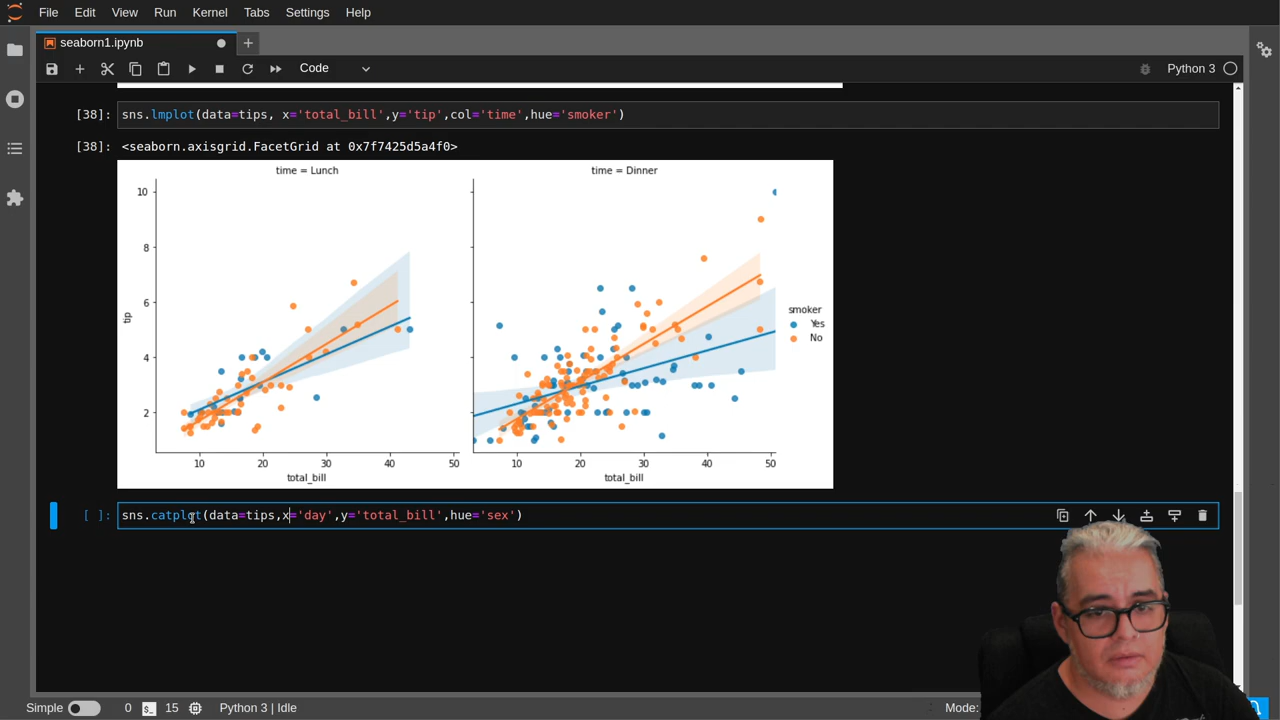 File Edit View Run Kernel Tabs Settings Help
seaborn1.ipynb
Code
Python 3
[38]: sns.lmplot(data=tips, x='total_bill',y='tip',col='time',hue='smoker')
[38]: <seaborn.axisgrid.FacetGrid at 0x7f7425d5a4f0>
time = Lunch time = Dinner
10
8
6
4
2
tip
smoker
Yes
No
10 20 30 40 50 10 20 30 40 50
total_bill total_bill
[ ]: sns.catplot(data=tips,x='day',y='total_bill',hue='sex')
Simple 0 15 Python 3 | Idle Mode: